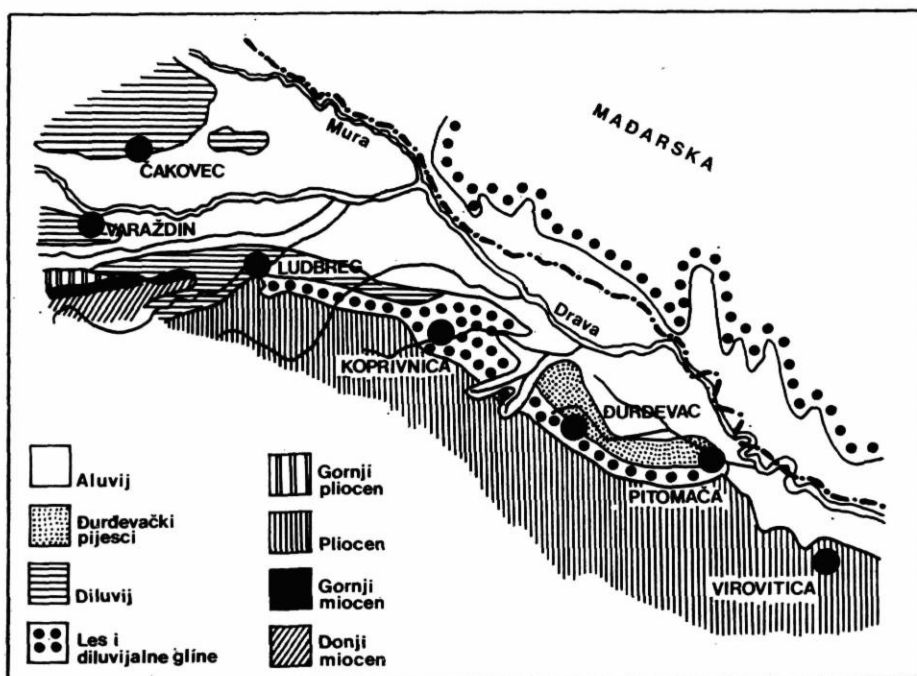 MAĐARSKA
Mura
ČAKOVEC
VARAŽDIN
LUDBREG
Drava
KOPRIVNICA
ĐURĐEVAC
PITOMAČA
VIROVITICA
Aluvij
Đurđevački
pijesci
Diluvij
Les i
diluvijalne gline
Gornji
pliocen
Pliocen
Gornji
miocen
Donji
miocen